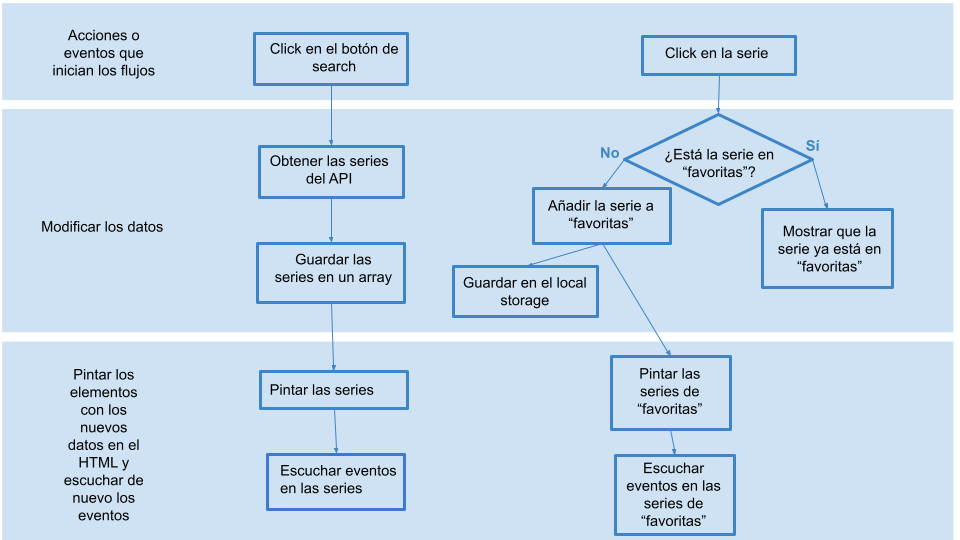 Acciones o
eventos que
inician los flujos
Click en el botón de
search
Click en la serie
Modificar los datos
Obtener las series
del API
Guardar las
series en un array
¿Está la serie en
“favoritas”?
No
Sí
Añadir la serie a
“favoritas”
Mostrar que la
serie ya está en
“favoritas”
Guardar en el local
storage
Pintar los
elementos
con los
nuevos
datos en el
HTML y
escuchar de
nuevo los
eventos
Pintar las series
Escuchar eventos
en las series
Pintar las
series de
“favoritas”
Escuchar
eventos en las
series de
“favoritas”